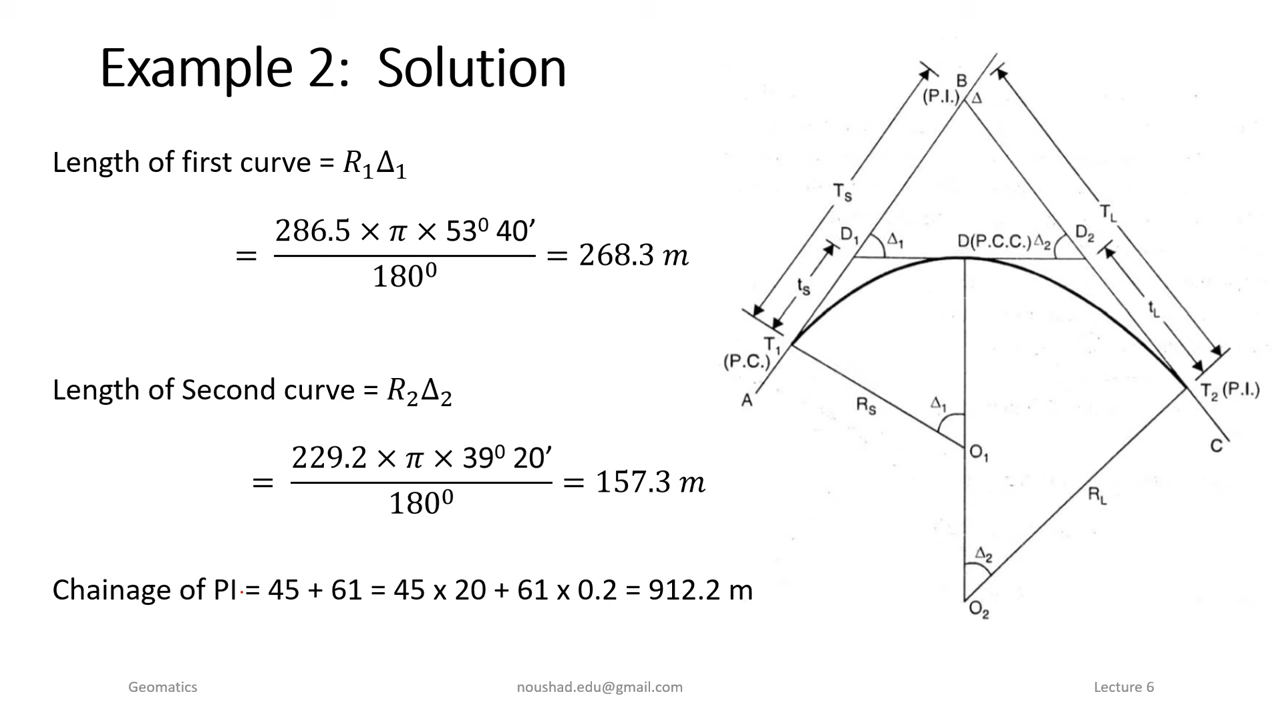 Example 2: Solution
Length of first curve = R₁Δ₁
= 286.5 × π × 53⁰ 40’ / 180⁰ = 268.3 m
Length of Second curve = R₂Δ₂
= 229.2 × π × 39⁰ 20’ / 180⁰ = 157.3 m
Chainage of PI = 45 + 61 = 45 x 20 + 61 x 0.2 = 912.2 m
B
(P.I.) Δ
Tₛ
T_L
D₁ Δ₁ D(P.C.C.) Δ₂ D₂
tₛ
t_L
T₁
(P.C.)
A
Rₛ
Δ₁
T₂ (P.I.)
O₁
C
R_L
Δ₂
O₂
Geomatics noushad.edu@gmail.com Lecture 6